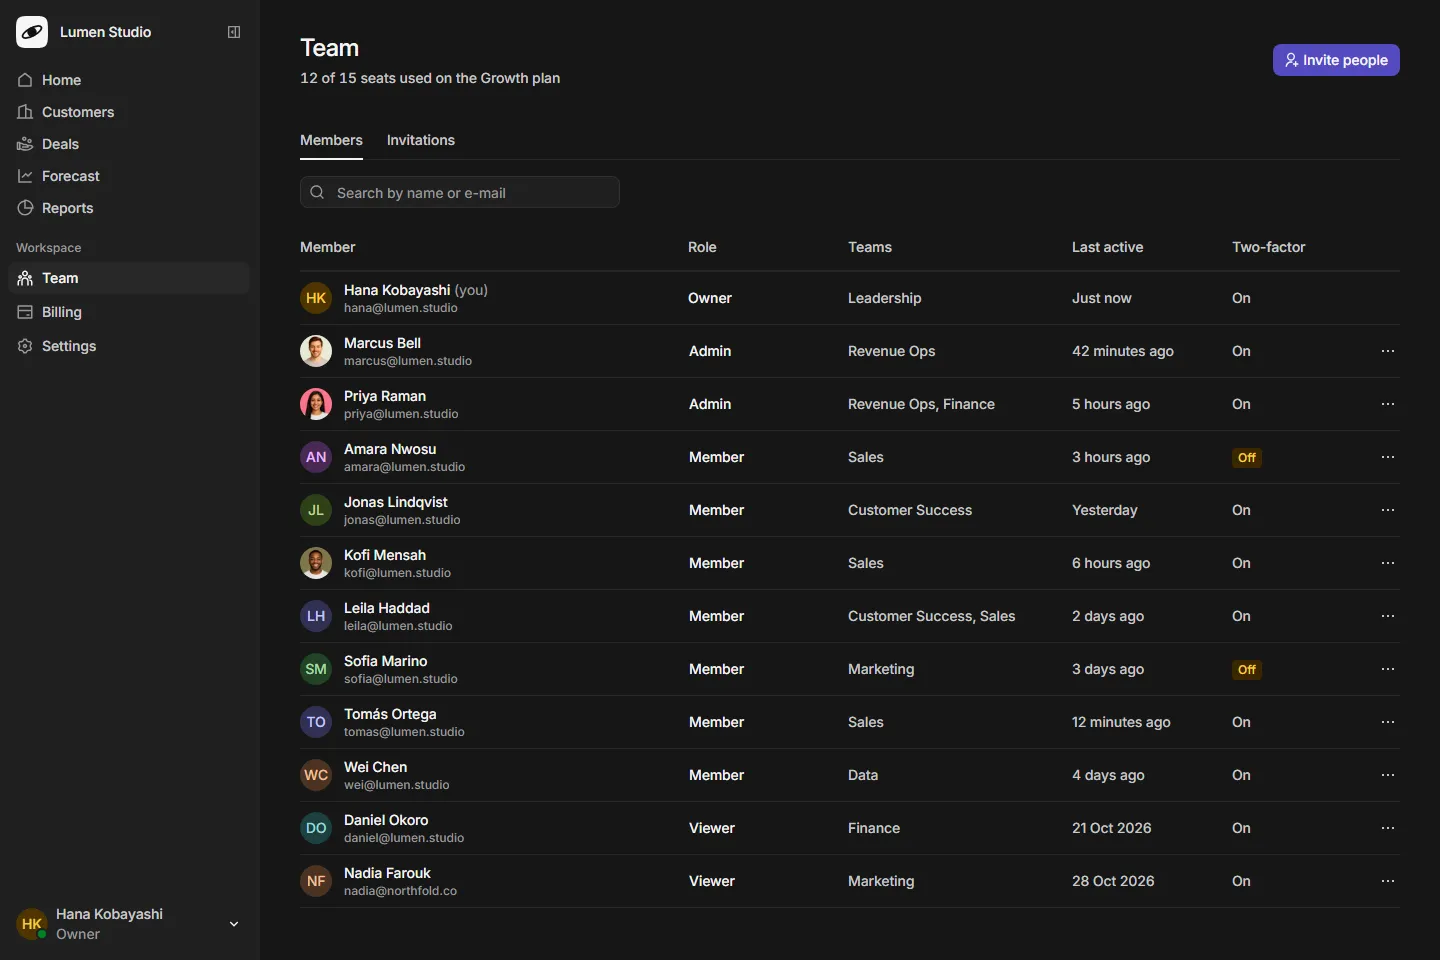 Lumen Studio
Home
Customers
Deals
Forecast
Reports
Workspace
Team
Billing
Settings
HK
Hana Kobayashi
Owner
Team
12 of 15 seats used on the Growth plan
Invite people
Members Invitations
Search by name or e-mail
Member Role Teams Last active Two-factor
HK Hana Kobayashi (you) Owner Leadership Just now On
hana@lumen.studio
Marcus Bell Admin Revenue Ops 42 minutes ago On
marcus@lumen.studio
Priya Raman Admin Revenue Ops, Finance 5 hours ago On
priya@lumen.studio
AN Amara Nwosu Member Sales 3 hours ago Off
amara@lumen.studio
JL Jonas Lindqvist Member Customer Success Yesterday On
jonas@lumen.studio
Kofi Mensah Member Sales 6 hours ago On
kofi@lumen.studio
LH Leila Haddad Member Customer Success, Sales 2 days ago On
leila@lumen.studio
SM Sofia Marino Member Marketing 3 days ago Off
sofia@lumen.studio
TO Tomás Ortega Member Sales 12 minutes ago On
tomas@lumen.studio
WC Wei Chen Member Data 4 days ago On
wei@lumen.studio
DO Daniel Okoro Viewer Finance 21 Oct 2026 On
daniel@lumen.studio
NF Nadia Farouk Viewer Marketing 28 Oct 2026 On
nadia@northfold.co